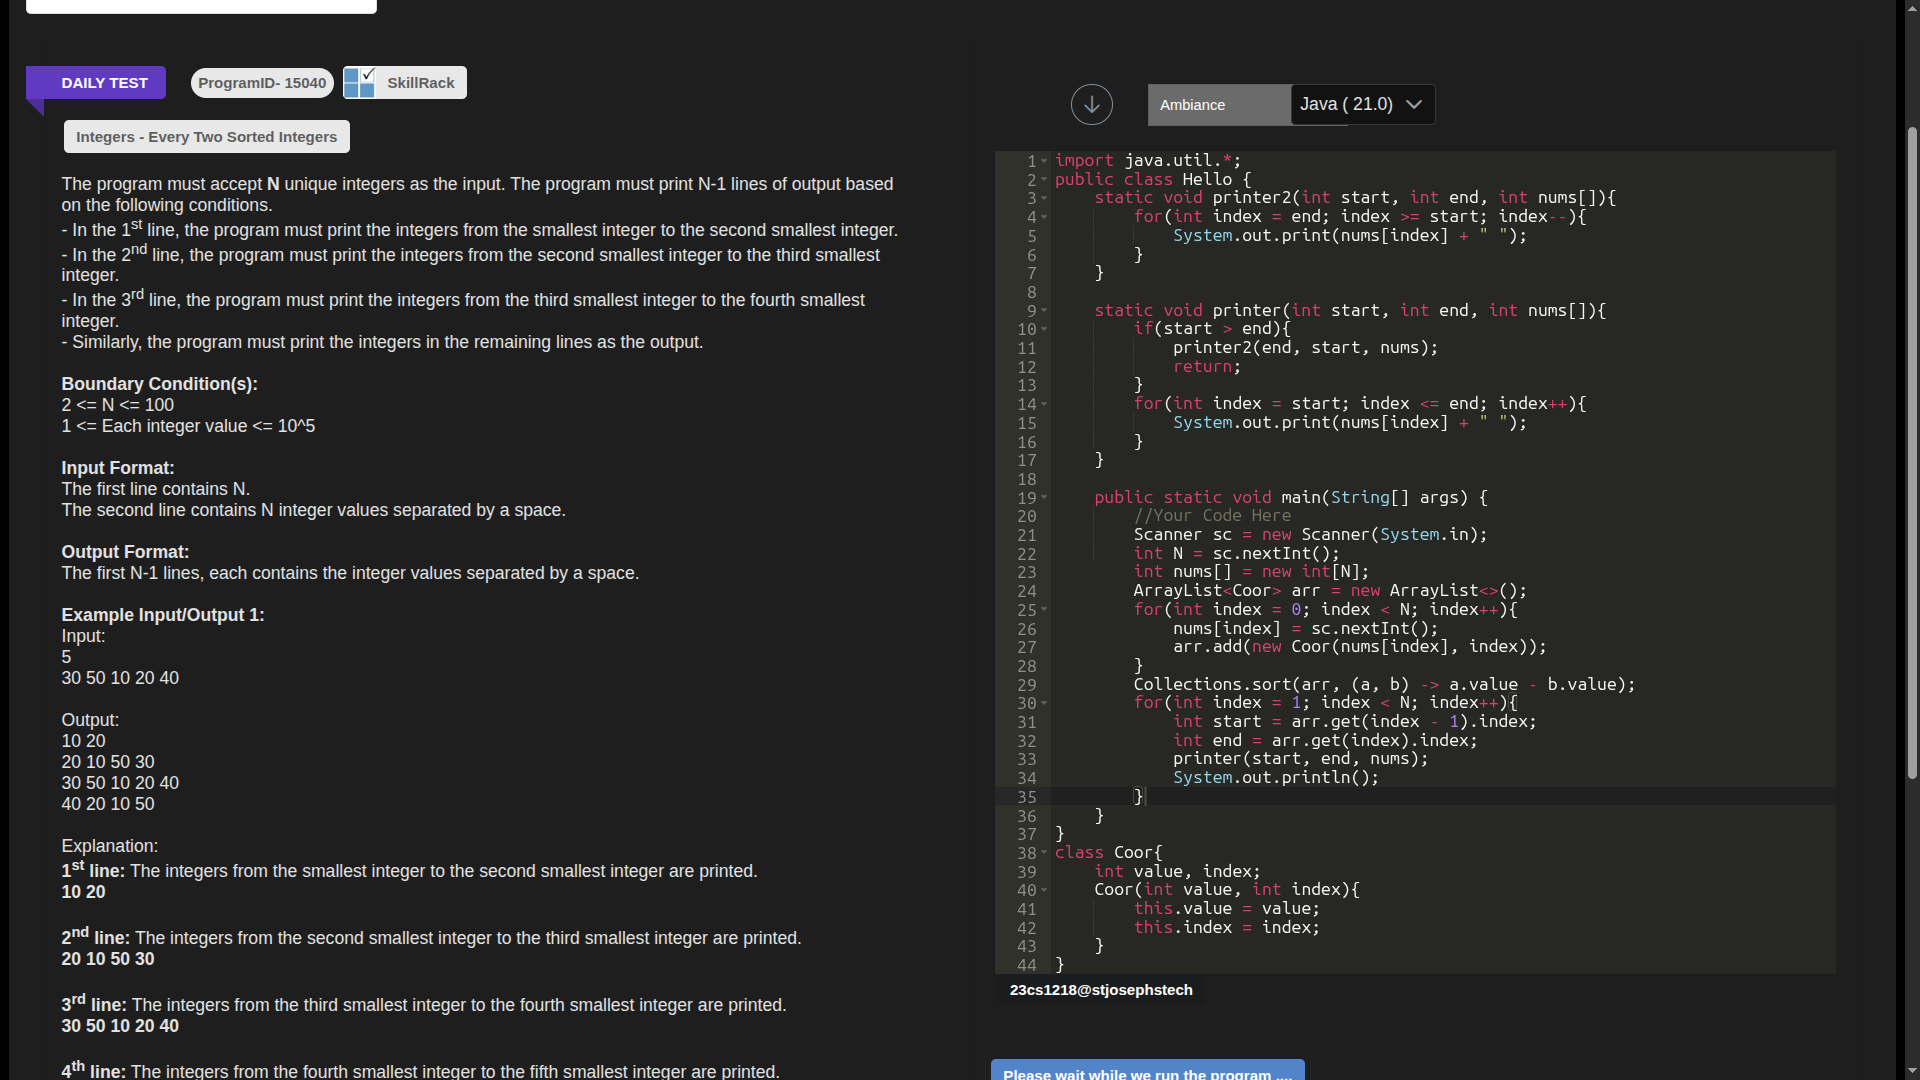 DAILY TEST
ProgramID- 15040
SkillRack
Integers - Every Two Sorted Integers
The program must accept N unique integers as the input. The program must print N-1 lines of output based
on the following conditions.
- In the 1st line, the program must print the integers from the smallest integer to the second smallest integer.
- In the 2nd line, the program must print the integers from the second smallest integer to the third smallest
integer.
- In the 3rd line, the program must print the integers from the third smallest integer to the fourth smallest
integer.
- Similarly, the program must print the integers in the remaining lines as the output.
Boundary Condition(s):
2 <= N <= 100
1 <= Each integer value <= 10^5
Input Format:
The first line contains N.
The second line contains N integer values separated by a space.
Output Format:
The first N-1 lines, each contains the integer values separated by a space.
Example Input/Output 1:
Input:
5
30 50 10 20 40
Output:
10 20
20 10 50 30
30 50 10 20 40
40 20 10 50
Explanation:
1st line: The integers from the smallest integer to the second smallest integer are printed.
10 20
2nd line: The integers from the second smallest integer to the third smallest integer are printed.
20 10 50 30
3rd line: The integers from the third smallest integer to the fourth smallest integer are printed.
30 50 10 20 40
4th line: The integers from the fourth smallest integer to the fifth smallest integer are printed.
Ambiance
Java ( 21.0)
1 import java.util.*;
2 public class Hello {
3     static void printer2(int start, int end, int nums[]){
4         for(int index = end; index >= start; index--){
5             System.out.print(nums[index] + " ");
6         }
7     }
8
9     static void printer(int start, int end, int nums[]){
10         if(start > end){
11             printer2(end, start, nums);
12             return;
13         }
14         for(int index = start; index <= end; index++){
15             System.out.print(nums[index] + " ");
16         }
17     }
18
19     public static void main(String[] args) {
20         //Your Code Here
21         Scanner sc = new Scanner(System.in);
22         int N = sc.nextInt();
23         int nums[] = new int[N];
24         ArrayList<Coor> arr = new ArrayList<>();
25         for(int index = 0; index < N; index++){
26             nums[index] = sc.nextInt();
27             arr.add(new Coor(nums[index], index));
28         }
29         Collections.sort(arr, (a, b) -> a.value - b.value);
30         for(int index = 1; index < N; index++){
31             int start = arr.get(index - 1).index;
32             int end = arr.get(index).index;
33             printer(start, end, nums);
34             System.out.println();
35         }
36     }
37 }
38 class Coor{
39     int value, index;
40     Coor(int value, int index){
41         this.value = value;
42         this.index = index;
43     }
44 }
23cs1218@stjosephstech
Please wait while we run the program ....